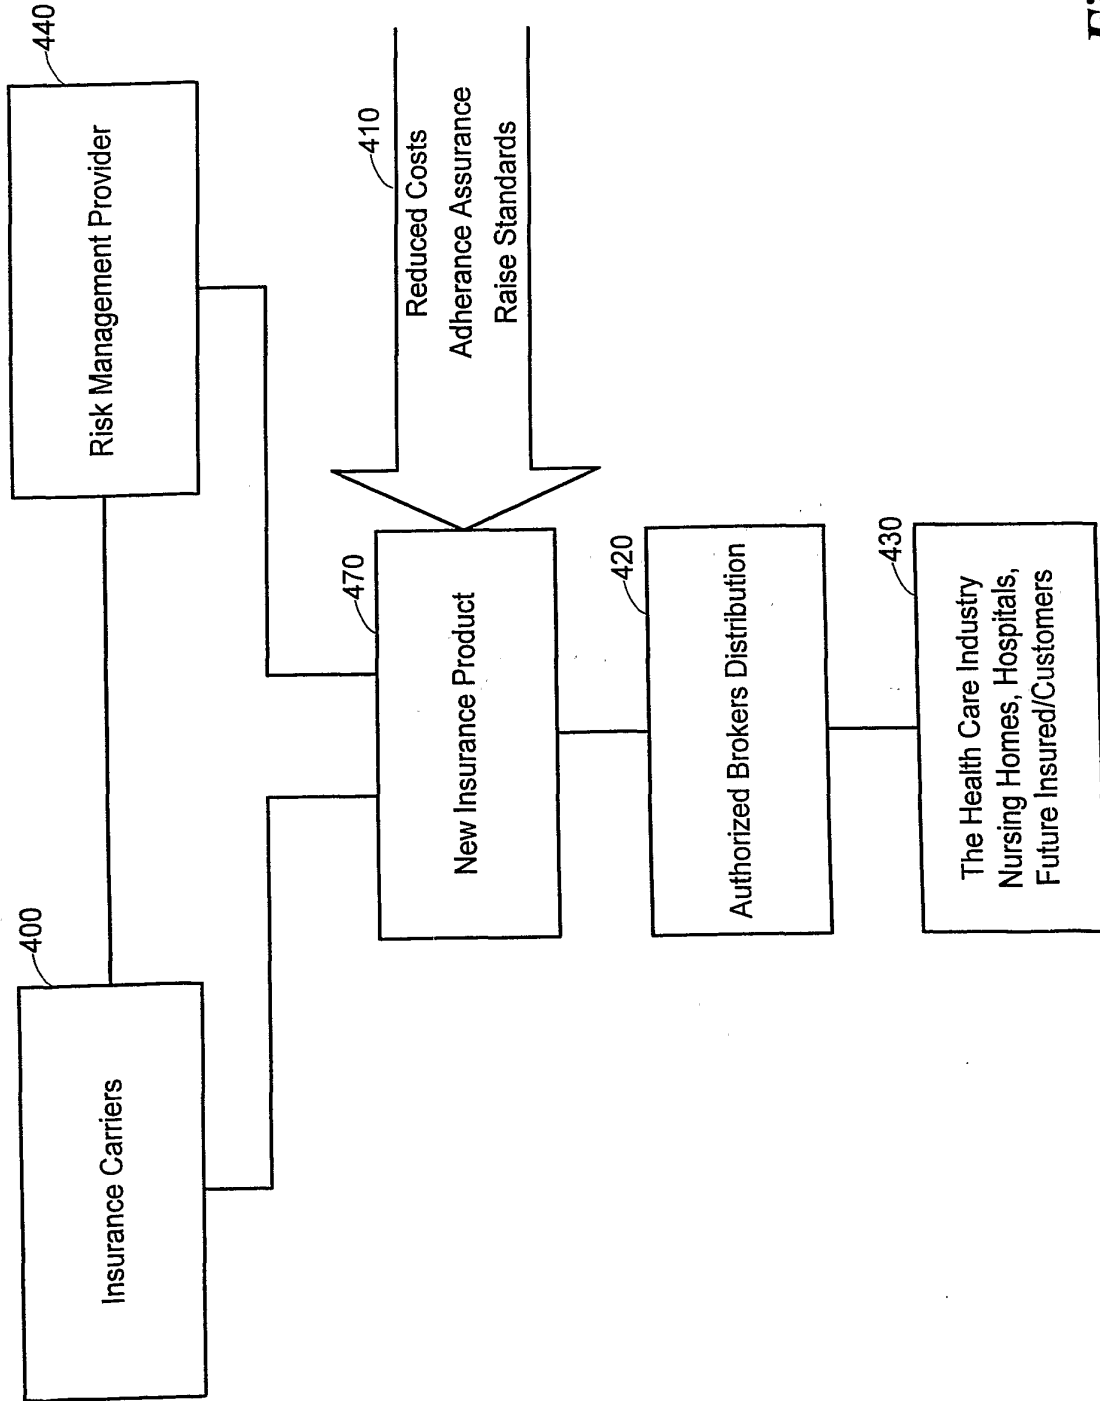 400
Insurance Carriers
440
Risk Management Provider
470
New Insurance Product
410
Reduced Costs
Adherance Assurance
Raise Standards
420
Authorized Brokers Distribution
430
The Health Care Industry
Nursing Homes, Hospitals,
Future Insured/Customers